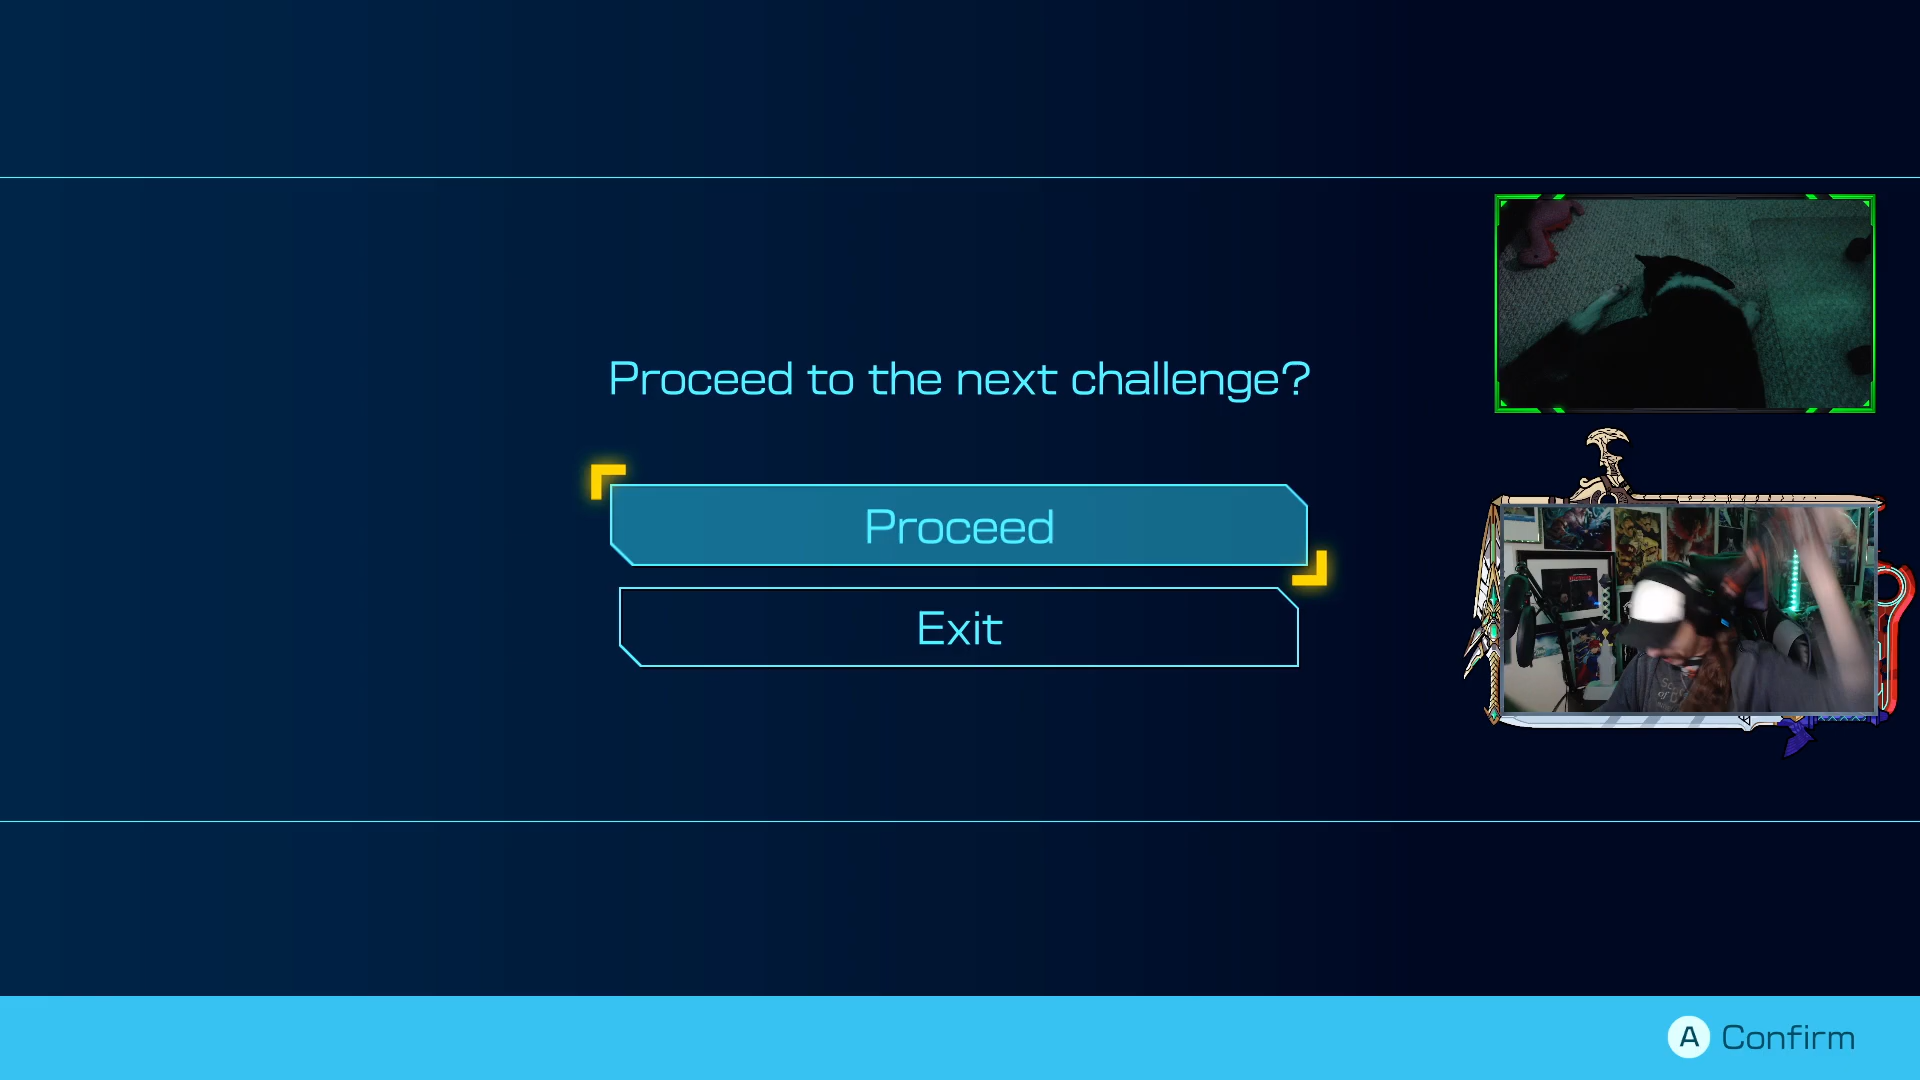 Proceed to the next challenge?
Proceed
Exit
A Confirm